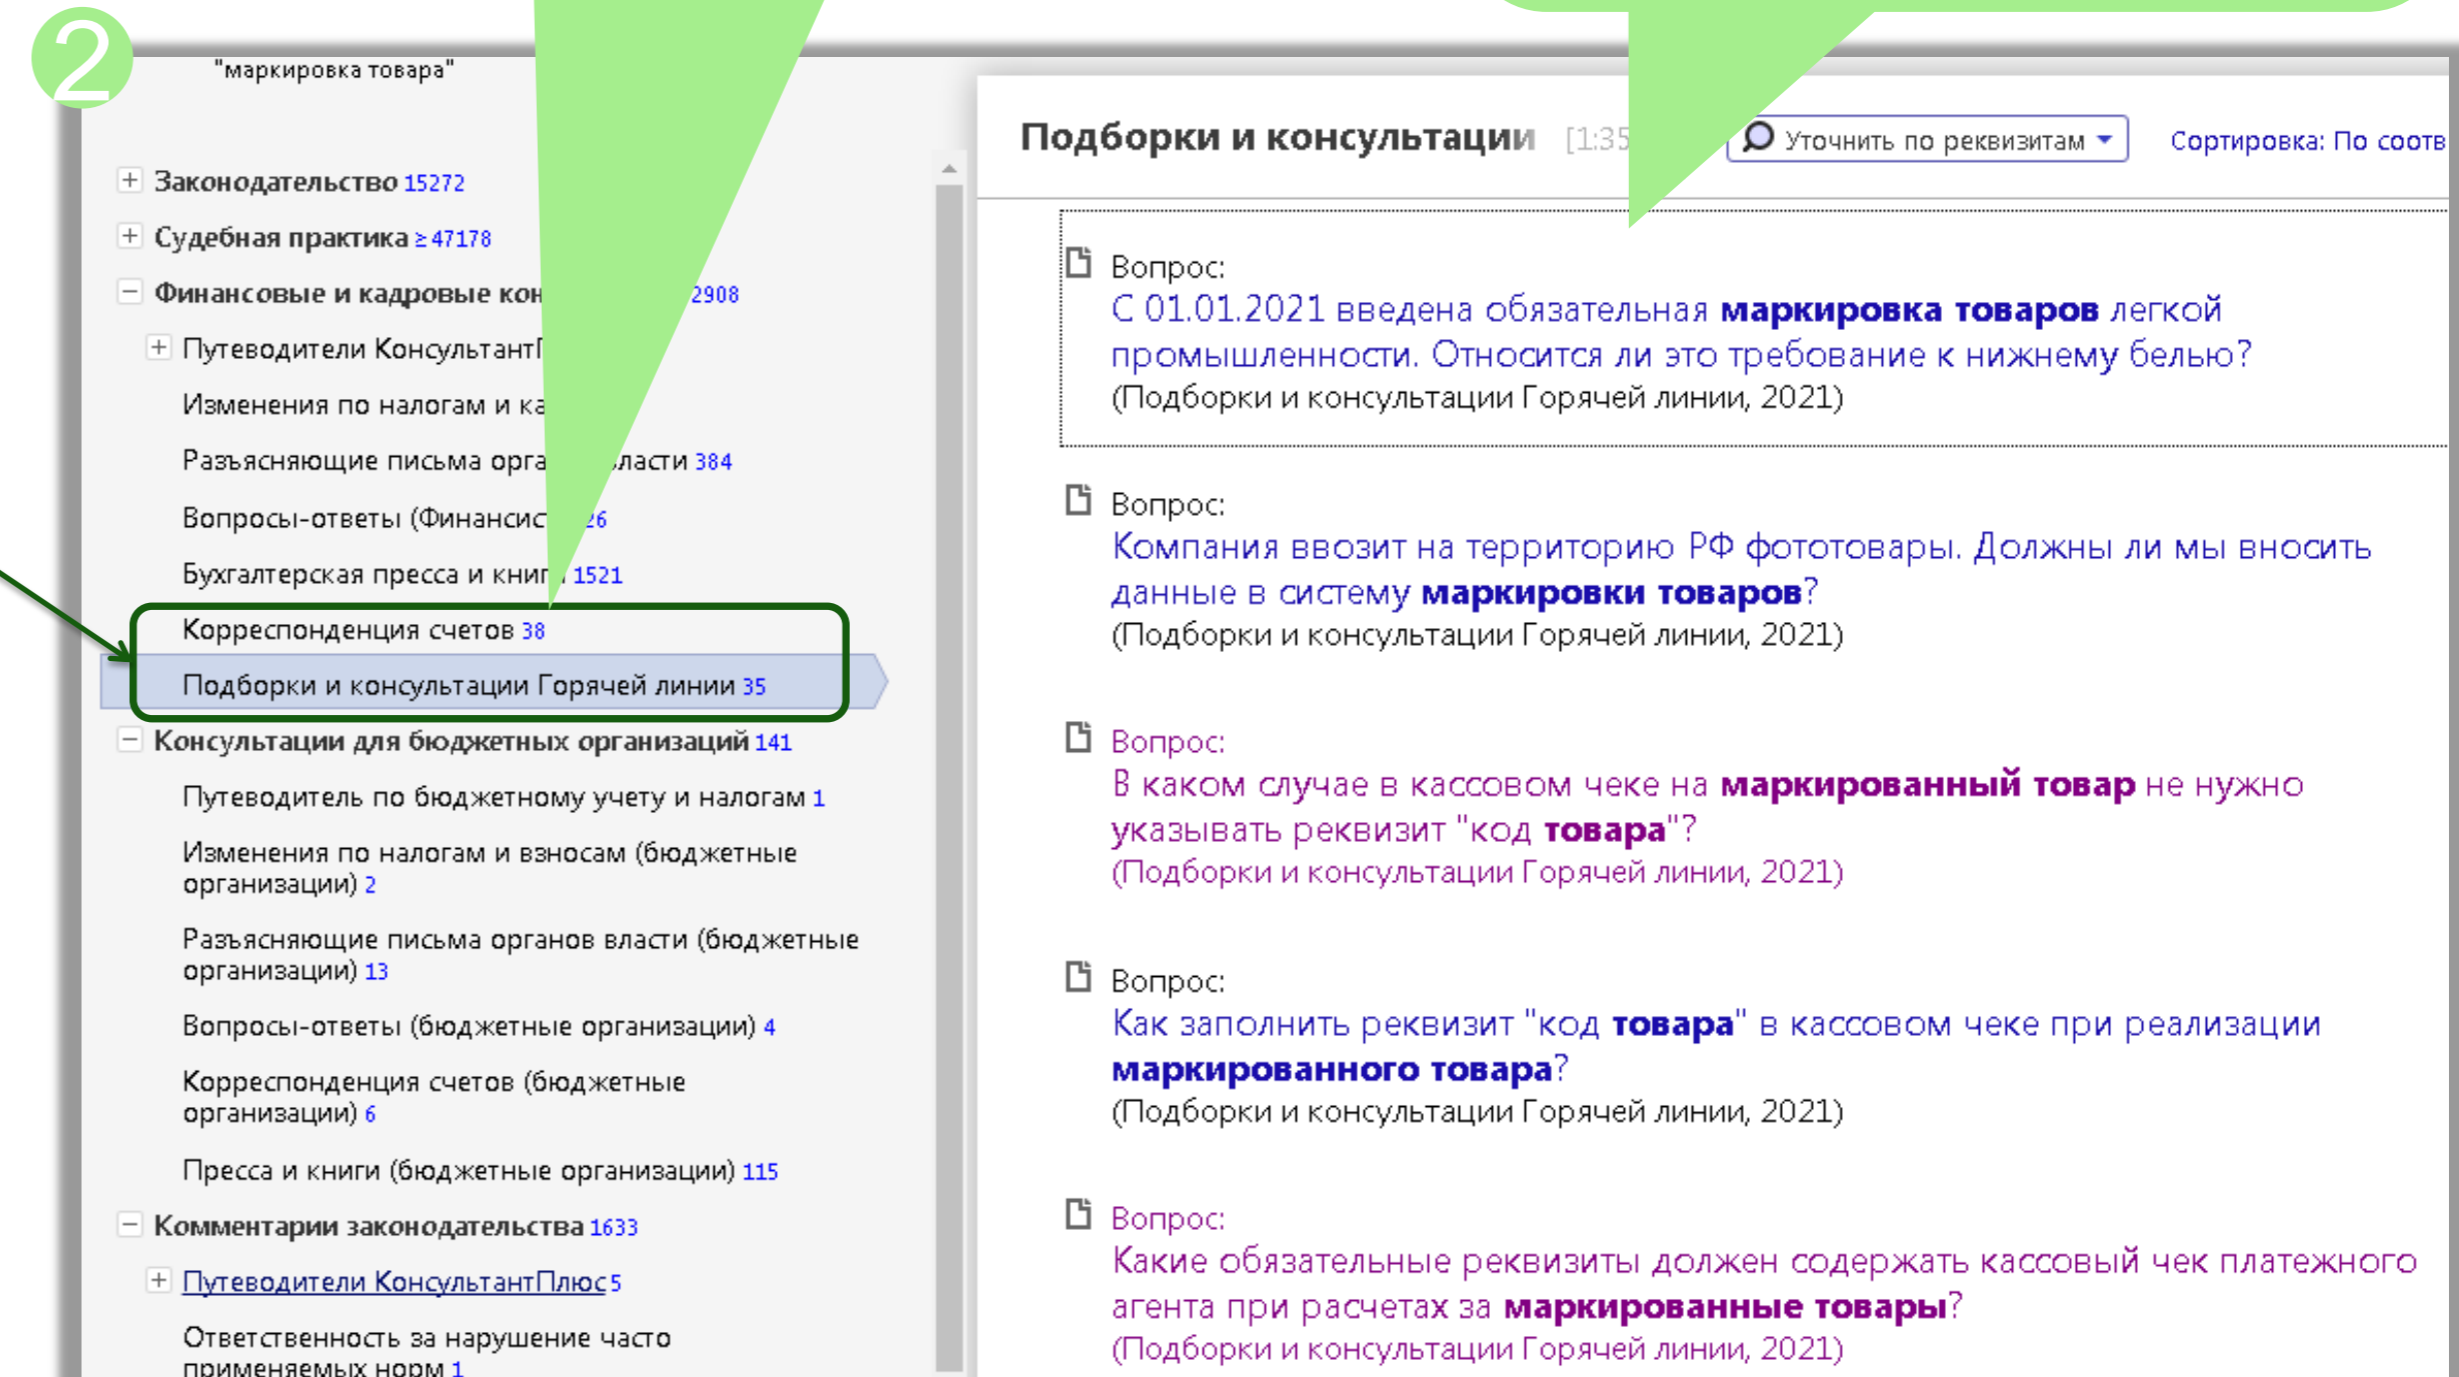 2
"маркировка товара"
Законодательство 15272
Судебная практика ≥ 47178
Финансовые и кадровые 2908
Путеводители
Изменения по налогам и
Разъясняющие письма 384
Вопросы-ответы
Бухгалтерская пресса и 1521
Корреспонденция счетов 38
Подборки и консультации Горячей линии 35
Консультации для бюджетных организаций 141
Путеводитель по бюджетному учету и налогам 1
Изменения по налогам и взносам (бюджетные
организации) 2
Разъясняющие письма органов власти (бюджетные
организации) 13
Вопросы-ответы (бюджетные организации) 4
Корреспонденция счетов (бюджетные
организации) 6
Пресса и книги (бюджетные организации) 115
Комментарии законодательства 1633
Путеводители КонсультантПлюс 5
Ответственность за нарушение часто
применяемых норм 1
Подборки и консультации [1:35 Уточнить по реквизитам Сортировка: По
Вопрос:
С 01.01.2021 введена обязательная маркировка товаров легкой
промышленности. Относится ли это требование к нижнему белью?
(Подборки и консультации Горячей линии, 2021)
Вопрос:
Компания ввозит на территорию РФ фототовары. Должны ли мы вносить
данные в систему маркировки товаров?
(Подборки и консультации Горячей линии, 2021)
Вопрос:
В каком случае в кассовом чеке на маркированный товар не нужно
указывать реквизит "код товара"?
(Подборки и консультации Горячей линии, 2021)
Вопрос:
Как заполнить реквизит "код товара" в кассовом чеке при реализации
маркированного товара?
(Подборки и консультации Горячей линии, 2021)
Вопрос:
Какие обязательные реквизиты должен содержать кассовый чек платежного
агента при расчетах за маркированные товары?
(Подборки и консультации Горячей линии, 2021)